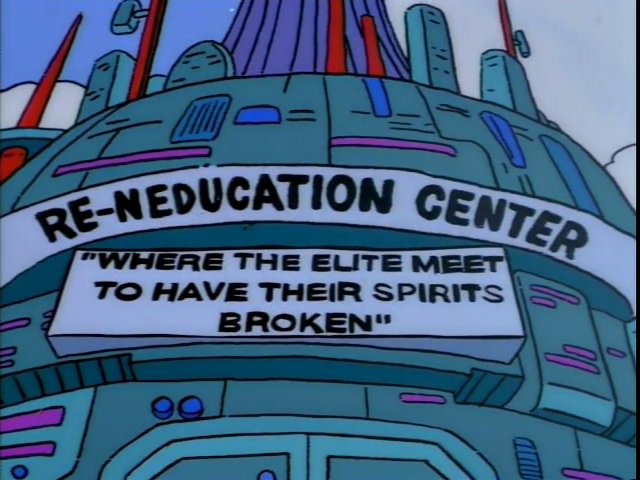 RE-NEDUCATION CENTER
"WHERE THE ELITE MEET
TO HAVE THEIR SPIRITS
BROKEN"